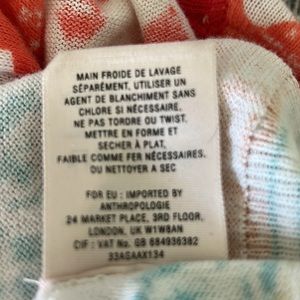 MAIN FROIDE DE LAVAGE
SÉPARÉMENT, UTILISER UN
AGENT DE BLANCHIMENT SANS
CHLORE SI NÉCESSAIRE.
NE PAS TORDRE OU TWIST.
METTRE EN FORME ET
SECHER À PLAT,
FAIBLE COMME FER NÉCESSAIRE.
OU NETTOYER A SEC
FOR EU : IMPORTED BY
ANTHROPOLOGIE
24 MARKET PLACE, 3RD FLOOR,
LONDON, UK W1W8AN
CIF : VAT No GB 684936382
33AGAAX134